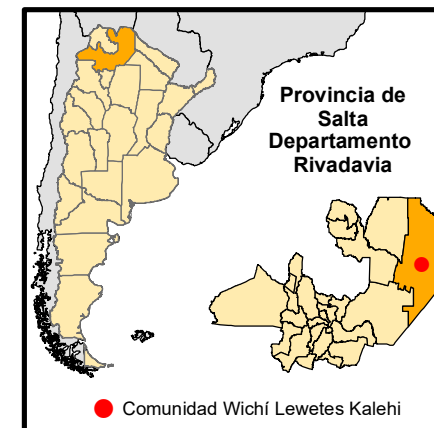 Provincia de
Salta
Departamento
Rivadavia
Comunidad Wichí Lewetes Kalehi